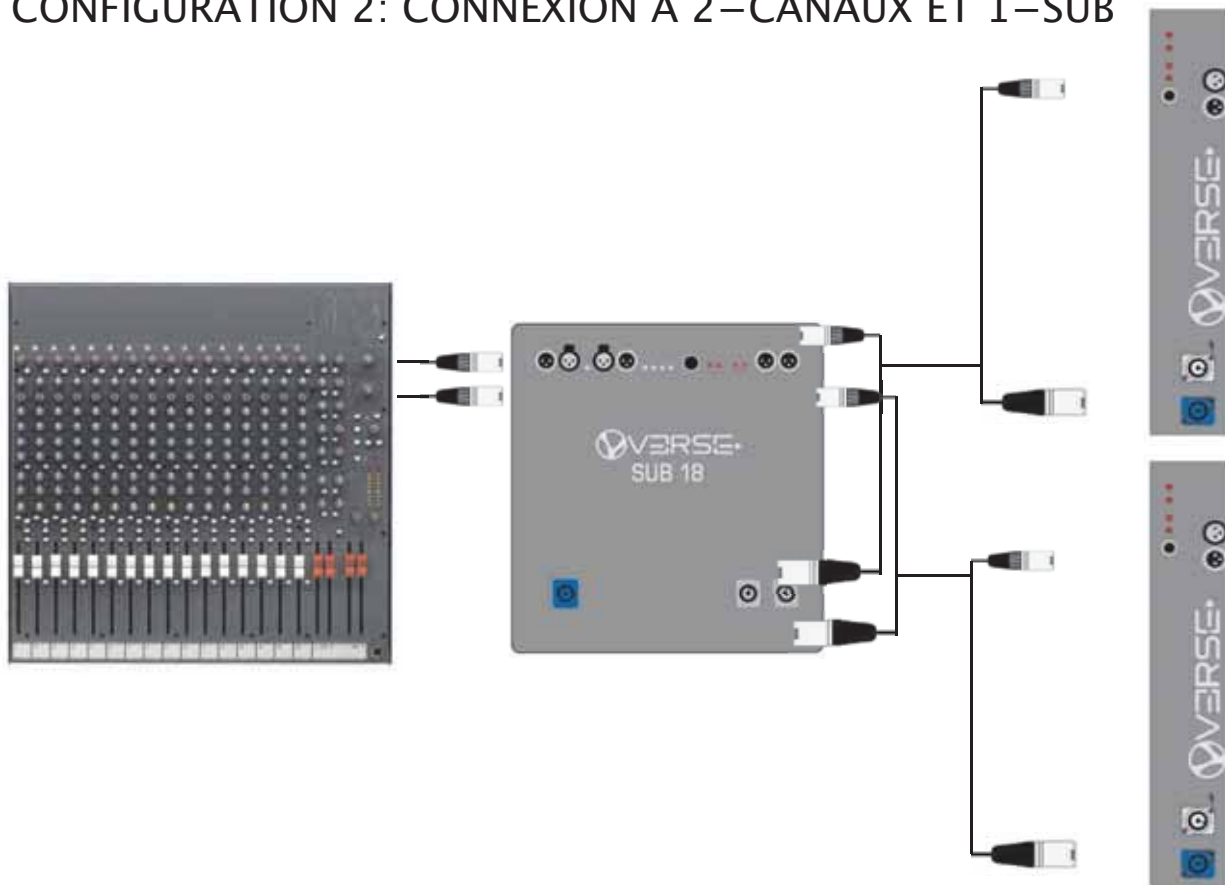 CONFIGURATION 2: CONNEXION À 2–CANAUX ET 1–SUB
VERSE
SUB 18
VERSE
VERSE